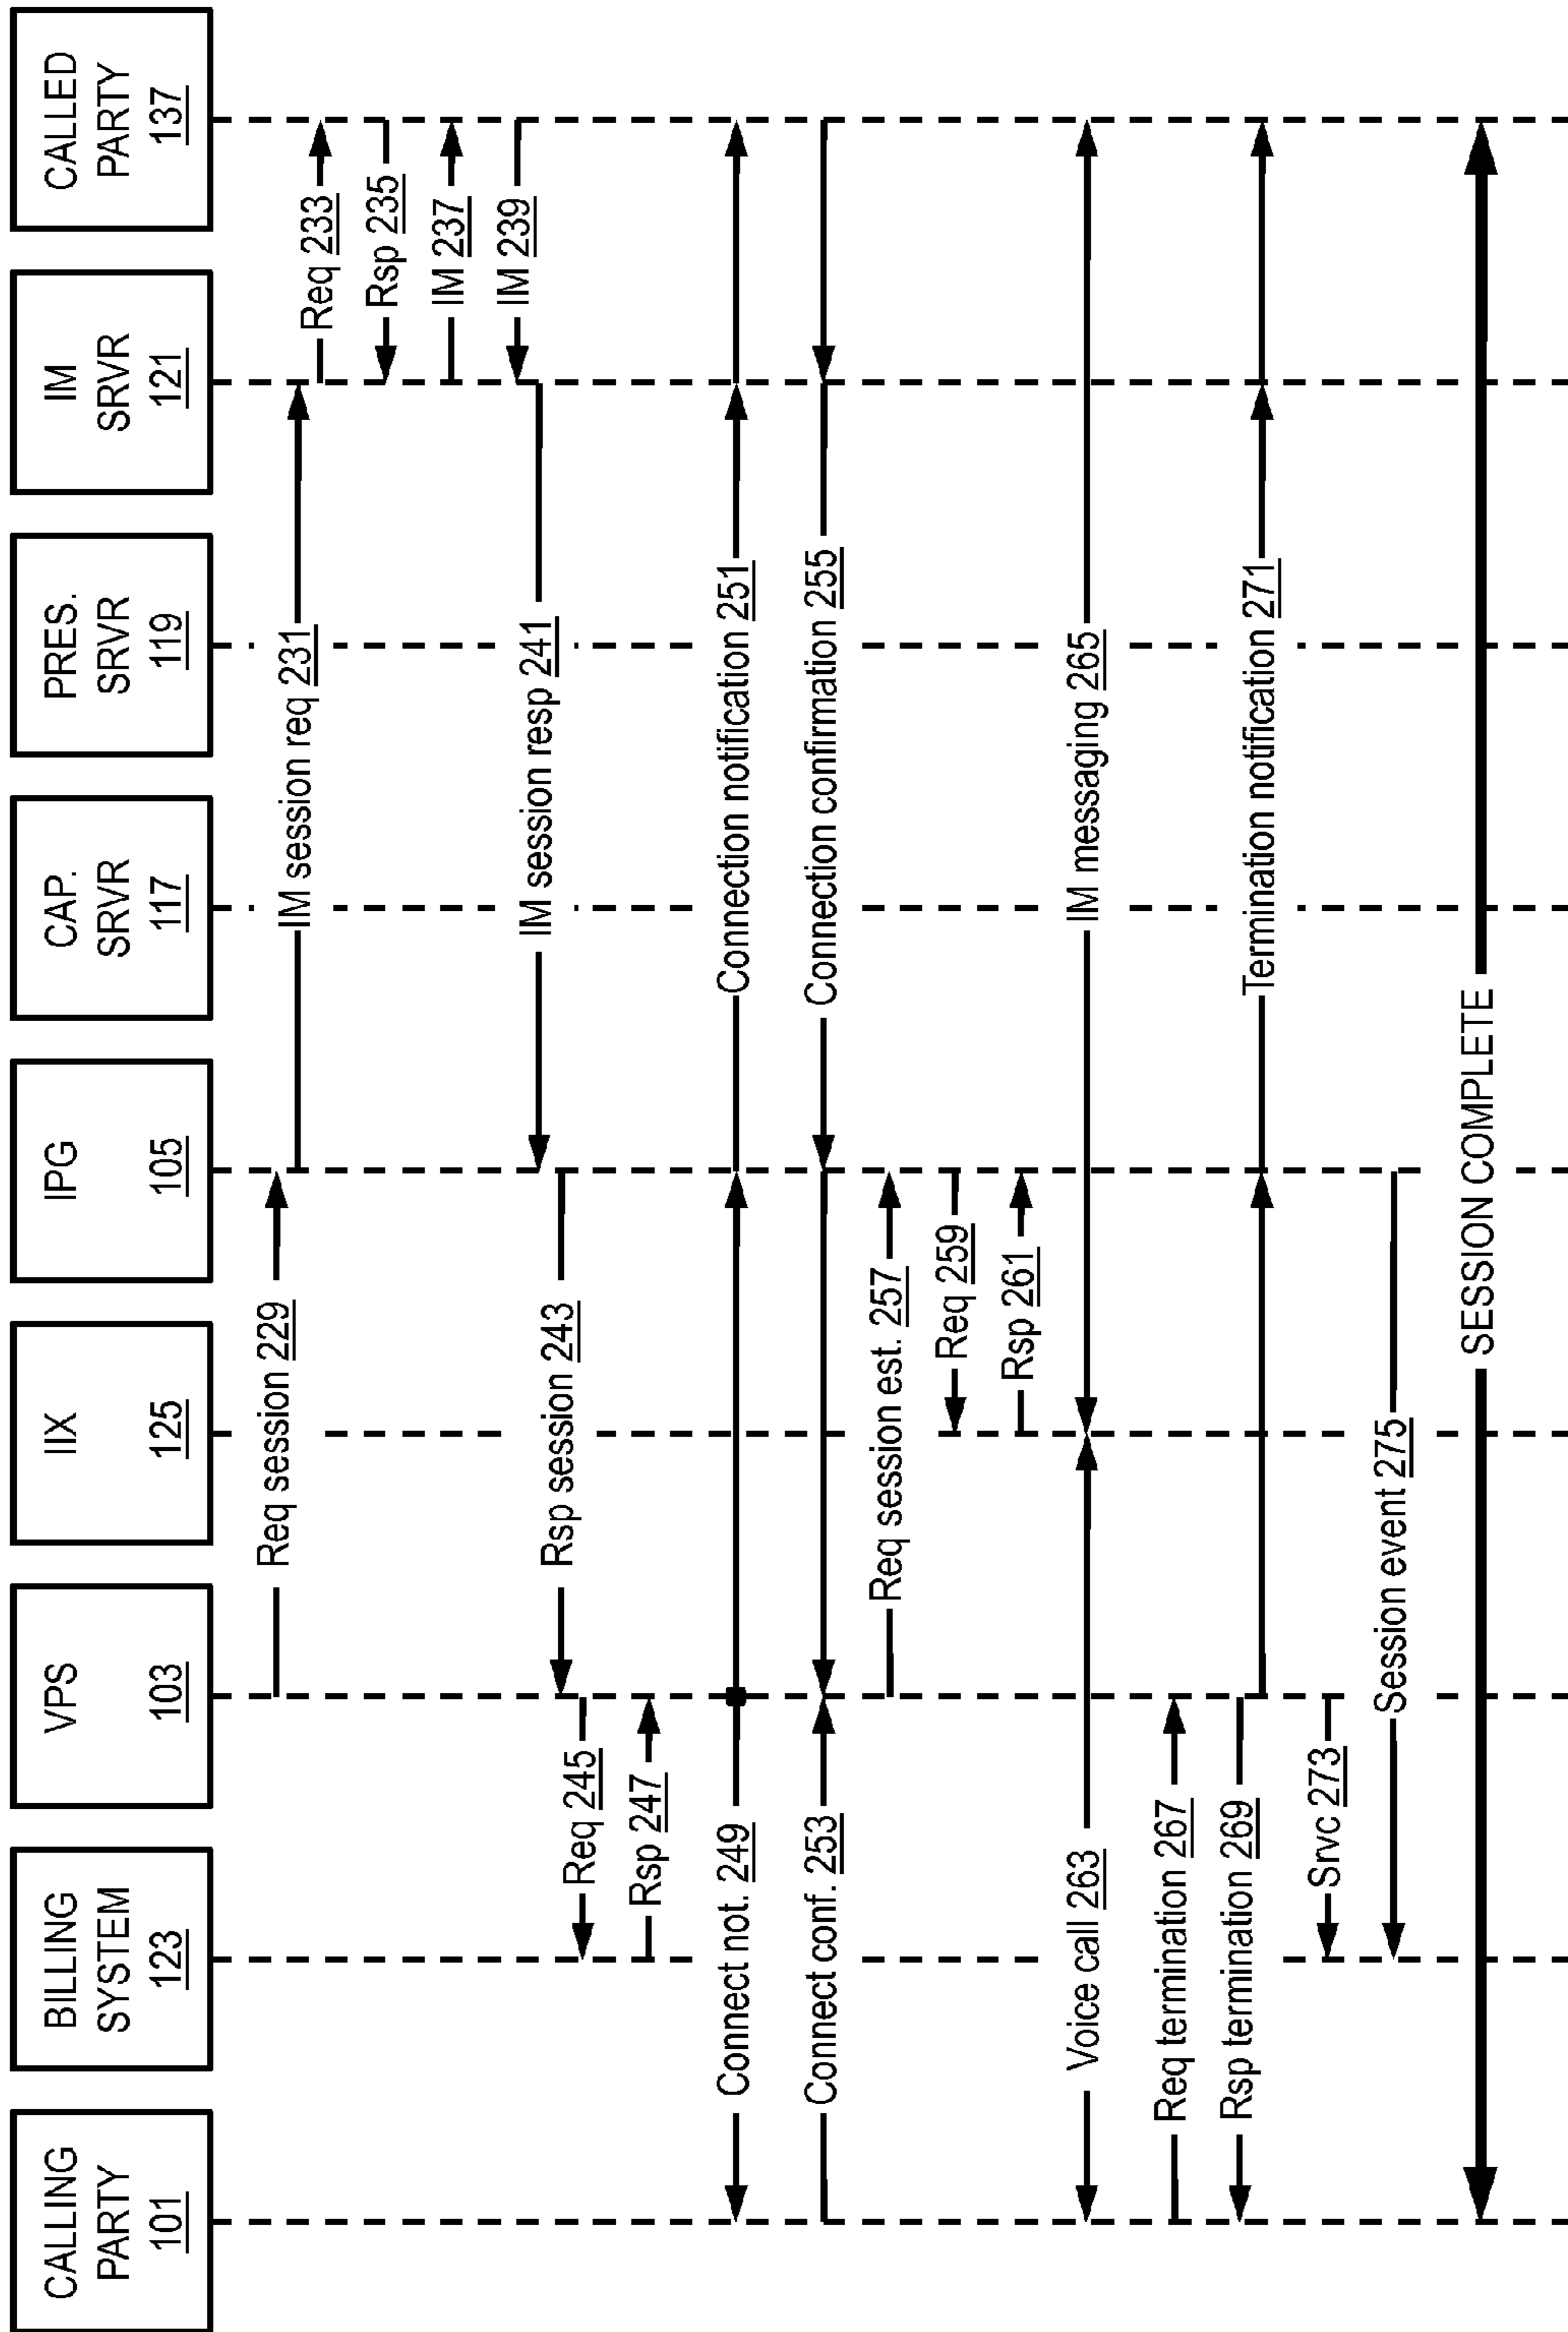 CALLING
PARTY
101
BILLING
SYSTEM
123
VPS
103
IIX
125
IPG
105
CAP.
SRVR
117
PRES.
SRVR
119
IM
SRVR
121
CALLED
PARTY
137
Req session 229
IM session req 231
Req 233
Rsp 235
IM 237
IM 239
IM session resp 241
Rsp session 243
Req 245
Rsp 247
Connect not. 249
Connection notification 251
Connect conf. 253
Connection confirmation 255
Req session est. 257
Req 259
Rsp 261
Voice call 263
IM messaging 265
Req termination 267
Rsp termination 269
Termination notification 271
Srvc 273
Session event 275
SESSION COMPLETE